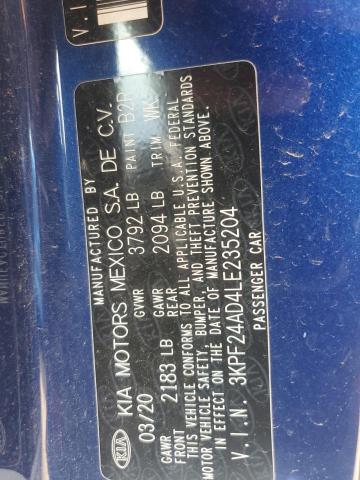 V.I.
MANUFACTURED BY
KIA KIA MOTORS MEXICO S.A. DE C.V.
03/20 GVWR 3792 LB PAINT B2R
GAWR FRONT 2183 LB GAWR REAR 2094 LB TRIM WK
THIS VEHICLE CONFORMS TO ALL APPLICABLE U.S.A. FEDERAL
MOTOR VEHICLE SAFETY, BUMPER, AND THEFT PREVENTION STANDARDS
IN EFFECT ON THE DATE OF MANUFACTURE SHOWN ABOVE.
V.I.N. 3KPF24AD4LE235204
PASSENGER CAR